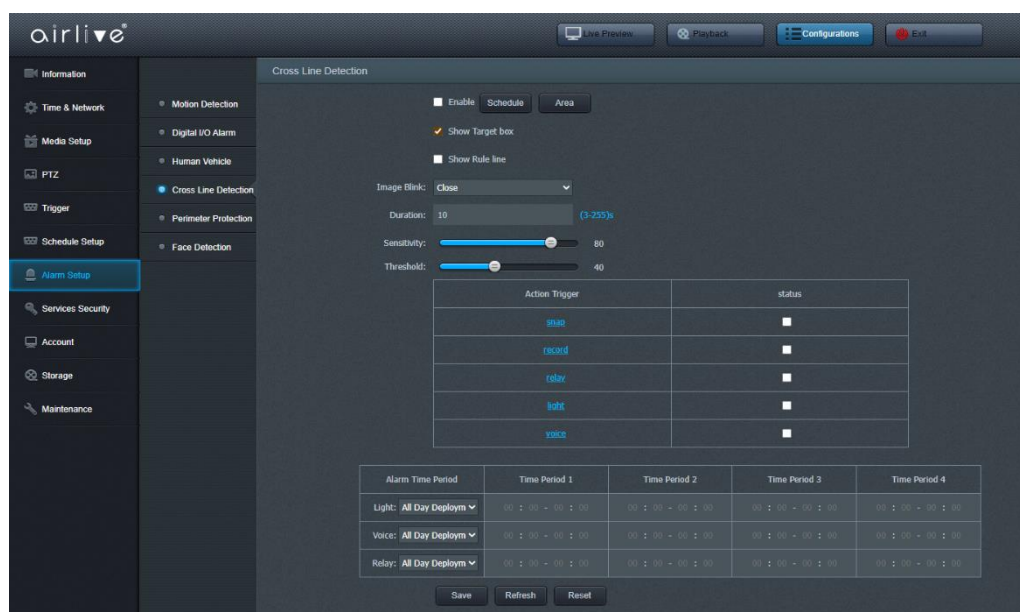 airlive®
Live Preview
Playback
Configurations
Exit
Information
Time & Network
Media Setup
PTZ
Trigger
Schedule Setup
Alarm Setup
Services Security
Account
Storage
Maintenance
Motion Detection
Digital I/O Alarm
Human Vehicle
Cross Line Detection
Perimeter Protection
Face Detection
Cross Line Detection
Enable Schedule Area
Show Target box
Show Rule line
Image Blink: Close
Duration: 10 (3-255)s
Sensitivity: 80
Threshold: 40
Action Trigger status
snap
record
relay
light
voice
Alarm Time Period Time Period 1 Time Period 2 Time Period 3 Time Period 4
Light: All Day Deploym 00 : 00 - 00 : 00 00 : 00 - 00 : 00 00 : 00 - 00 : 00 00 : 00 - 00 : 00
Voice: All Day Deploym 00 : 00 - 00 : 00 00 : 00 - 00 : 00 00 : 00 - 00 : 00 00 : 00 - 00 : 00
Relay: All Day Deploym 00 : 00 - 00 : 00 00 : 00 - 00 : 00 00 : 00 - 00 : 00 00 : 00 - 00 : 00
Save Refresh Reset